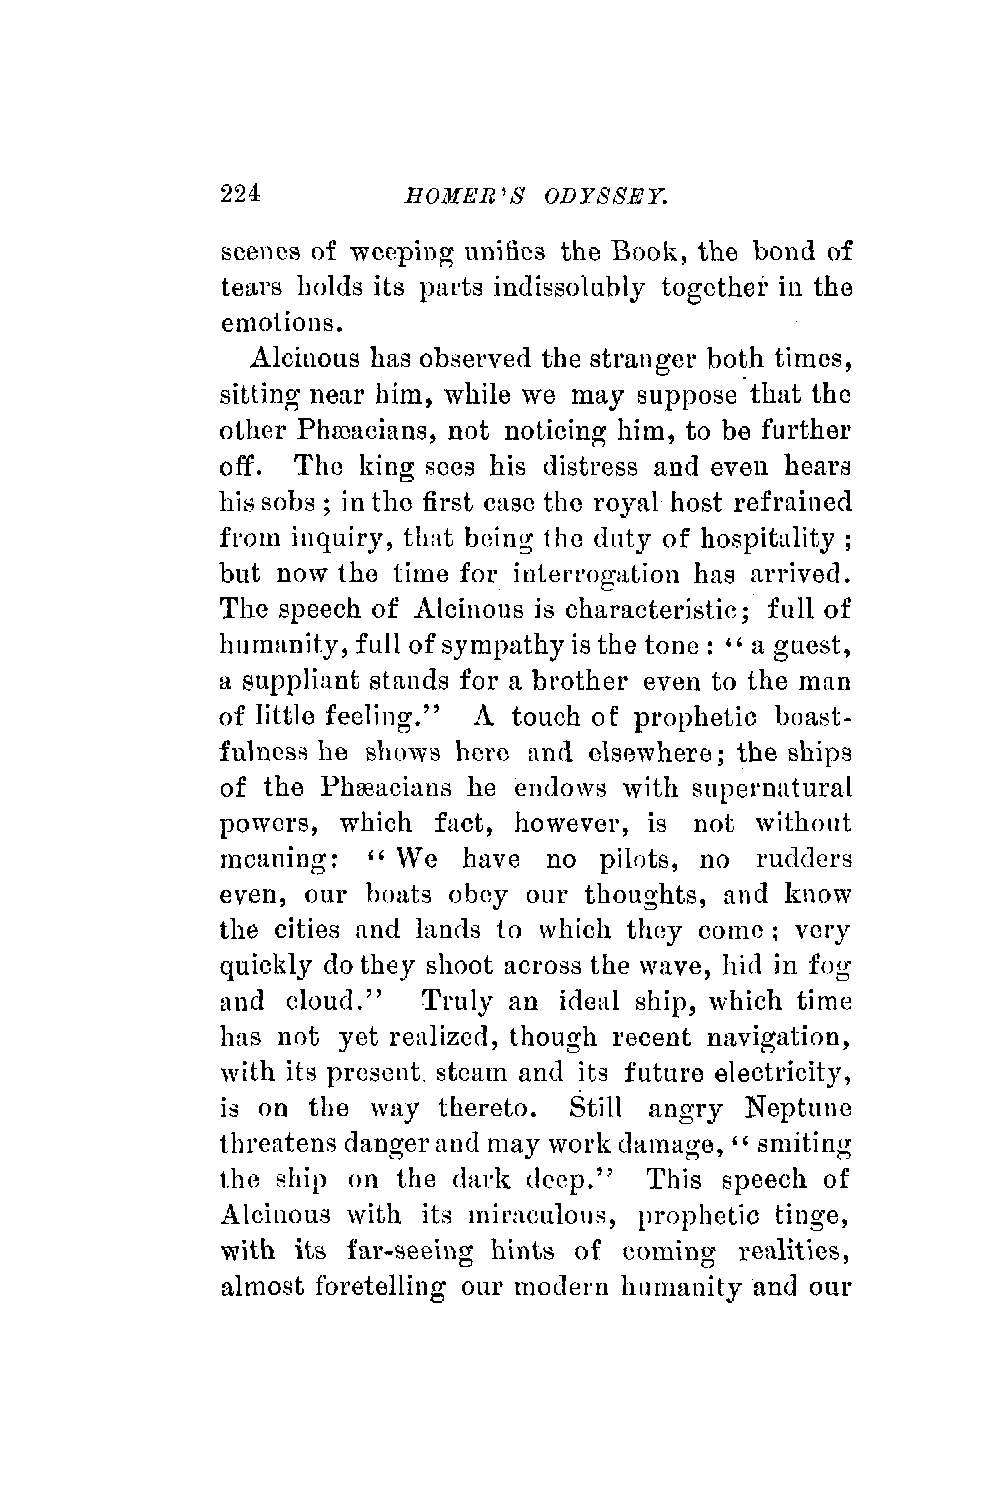 224 HOMER'S ODYSSEY.
scenes of weeping unifies the Book, the bond of
tears holds its parts indissolubly together in the
emotions.
Alcinous has observed the stranger both times,
sitting near him, while we may suppose that the
other Phæacians, not noticing him, to be further
off. The king sees his distress and even hears
his sobs ; in the first case the royal host refrained
from inquiry, that being the duty of hospitality ;
but now the time for interrogation has arrived.
The speech of Alcinous is characteristic; full of
humanity, full of sympathy is the tone : “ a guest,
a suppliant stands for a brother even to the man
of little feeling.” A touch of prophetic boast-
fulness he shows here and elsewhere; the ships
of the Phæacians he endows with supernatural
powers, which fact, however, is not without
meaning: “ We have no pilots, no rudders
even, our boats obey our thoughts, and know
the cities and lands to which they come ; very
quickly do they shoot across the wave, hid in fog
and cloud.” Truly an ideal ship, which time
has not yet realized, though recent navigation,
with its present steam and its future electricity,
is on the way thereto. Still angry Neptune
threatens danger and may work damage, “ smiting
the ship on the dark deep.” This speech of
Alcinous with its miraculous, prophetic tinge,
with its far-seeing hints of coming realities,
almost foretelling our modern humanity and our